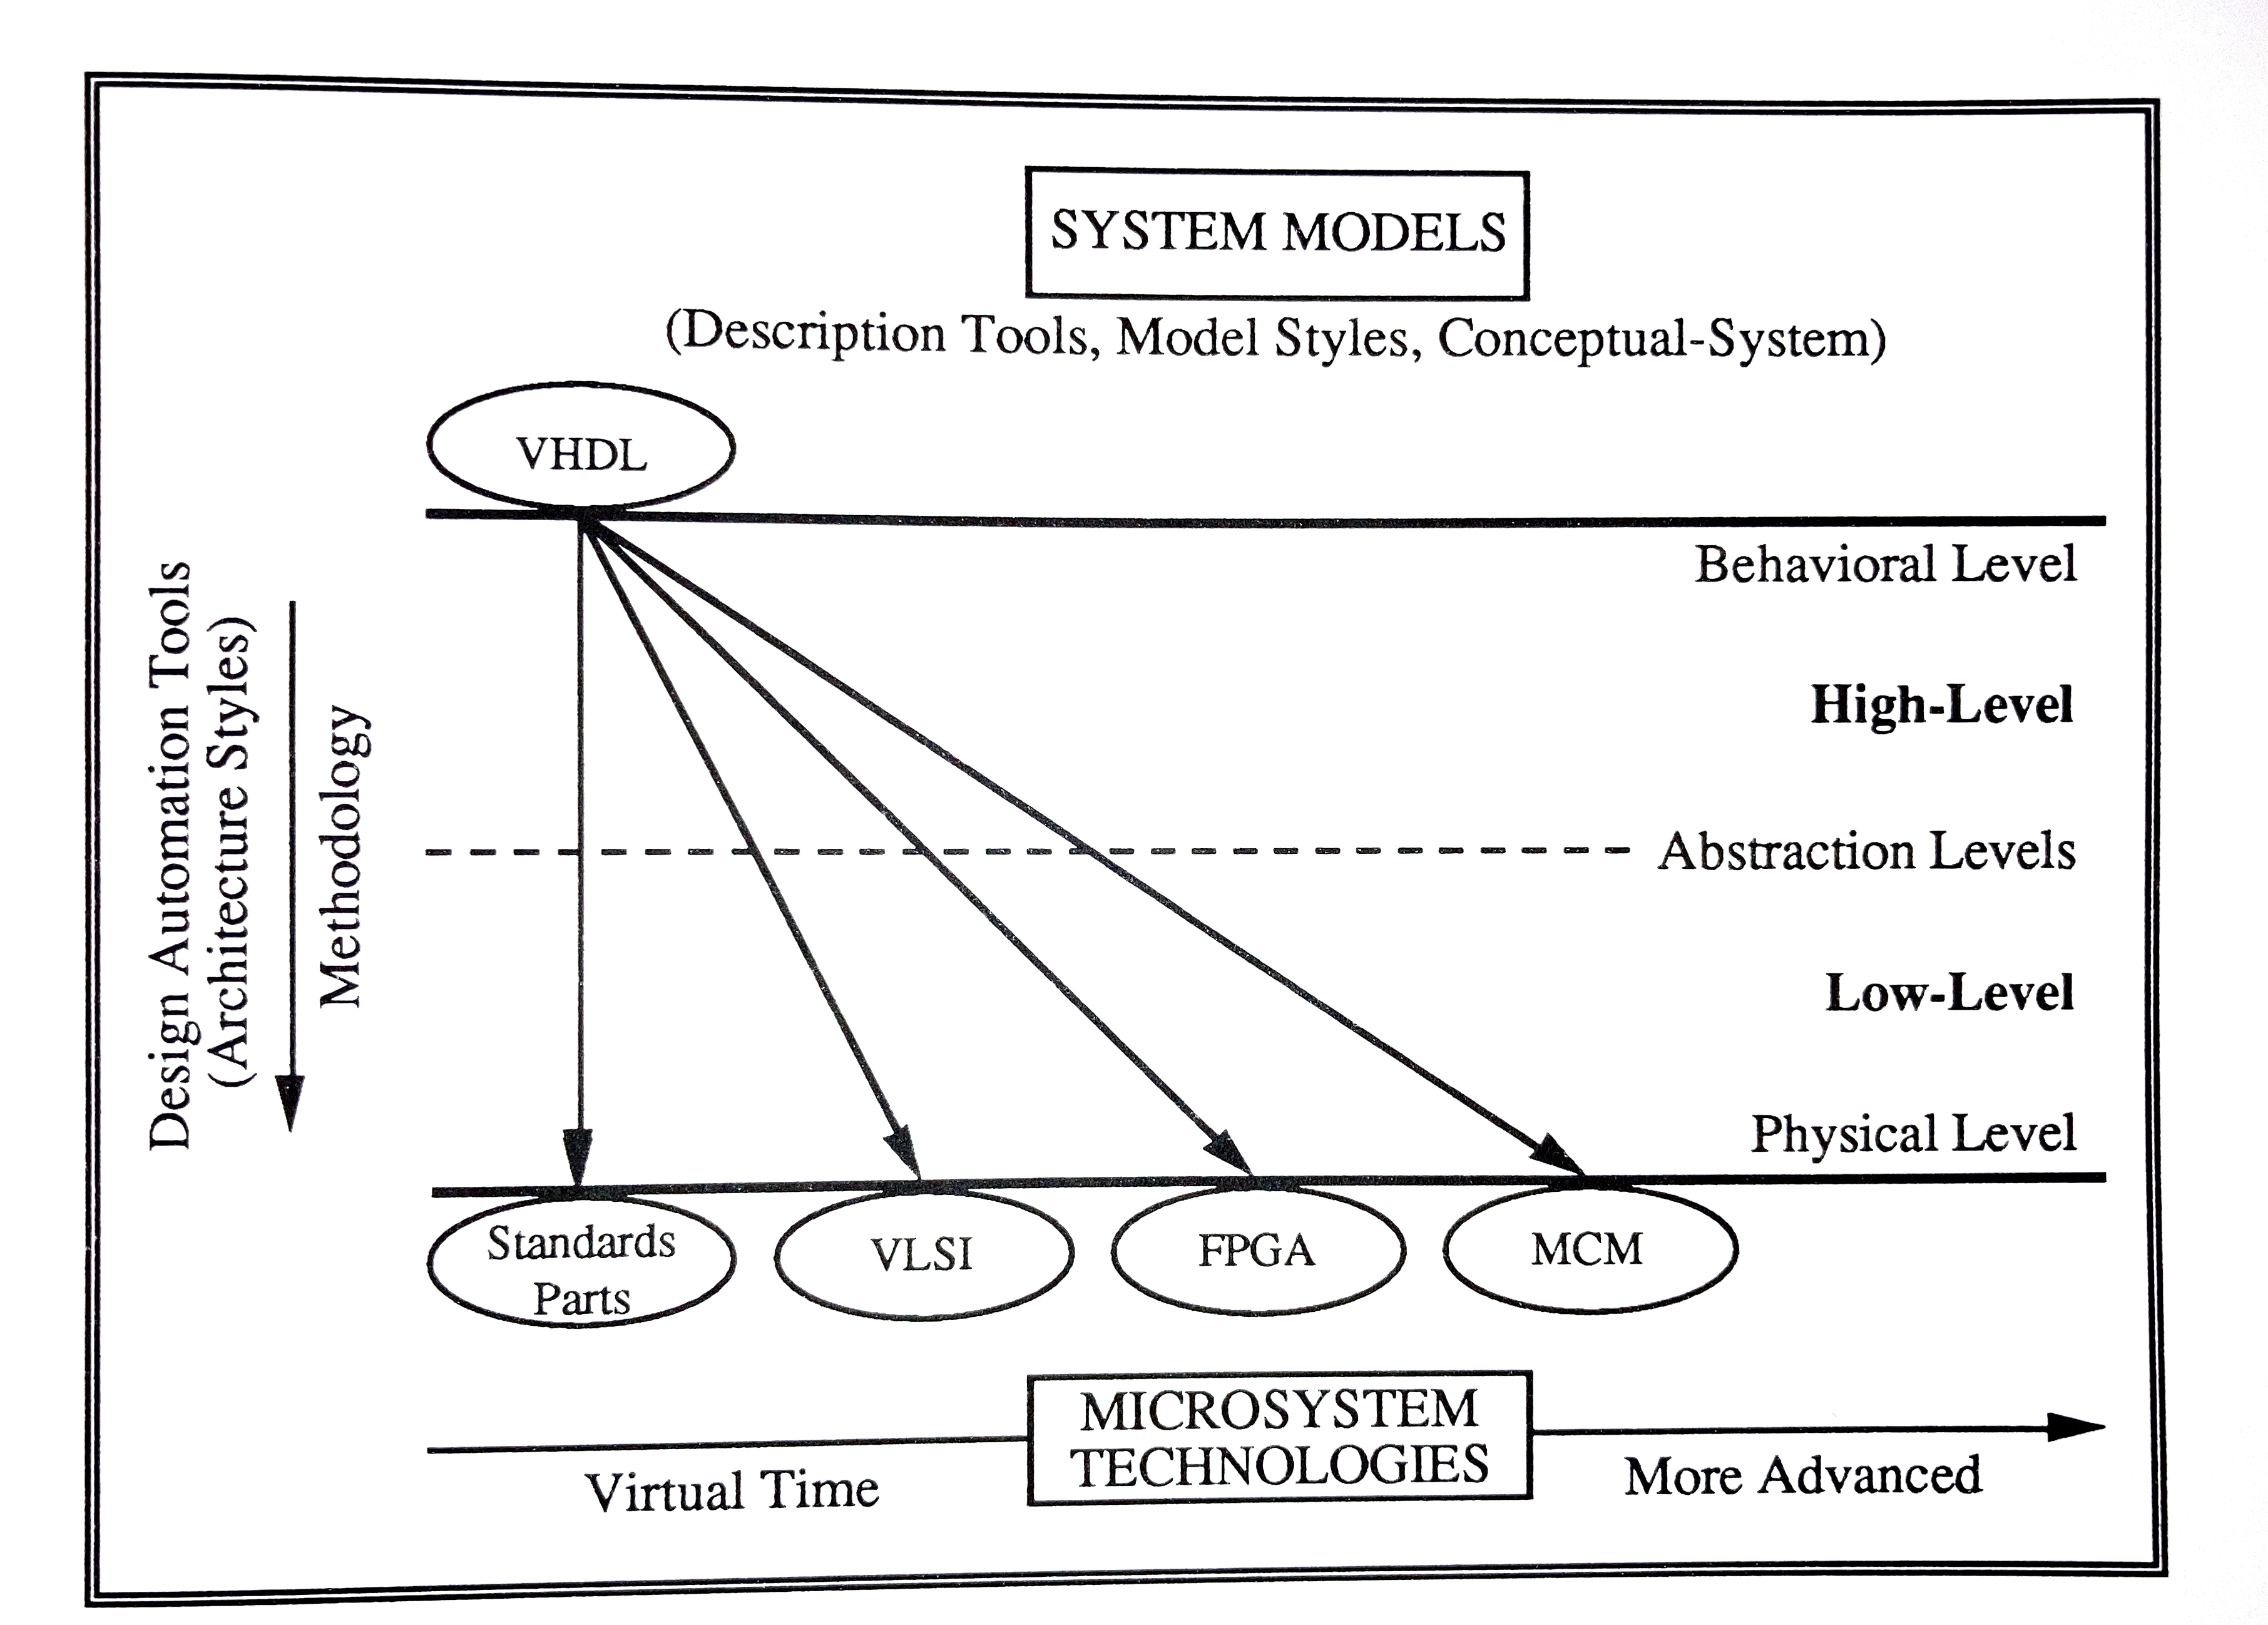 SYSTEM MODELS
(Description Tools, Model Styles, Conceptual-System)
VHDL
Behavioral Level
High-Level
Design Automation Tools
(Architecture Styles)
Methodology
Abstraction Levels
Low-Level
Physical Level
Standards
Parts
VLSI
FPGA
MCM
MICROSYSTEM
TECHNOLOGIES
Virtual Time
More Advanced